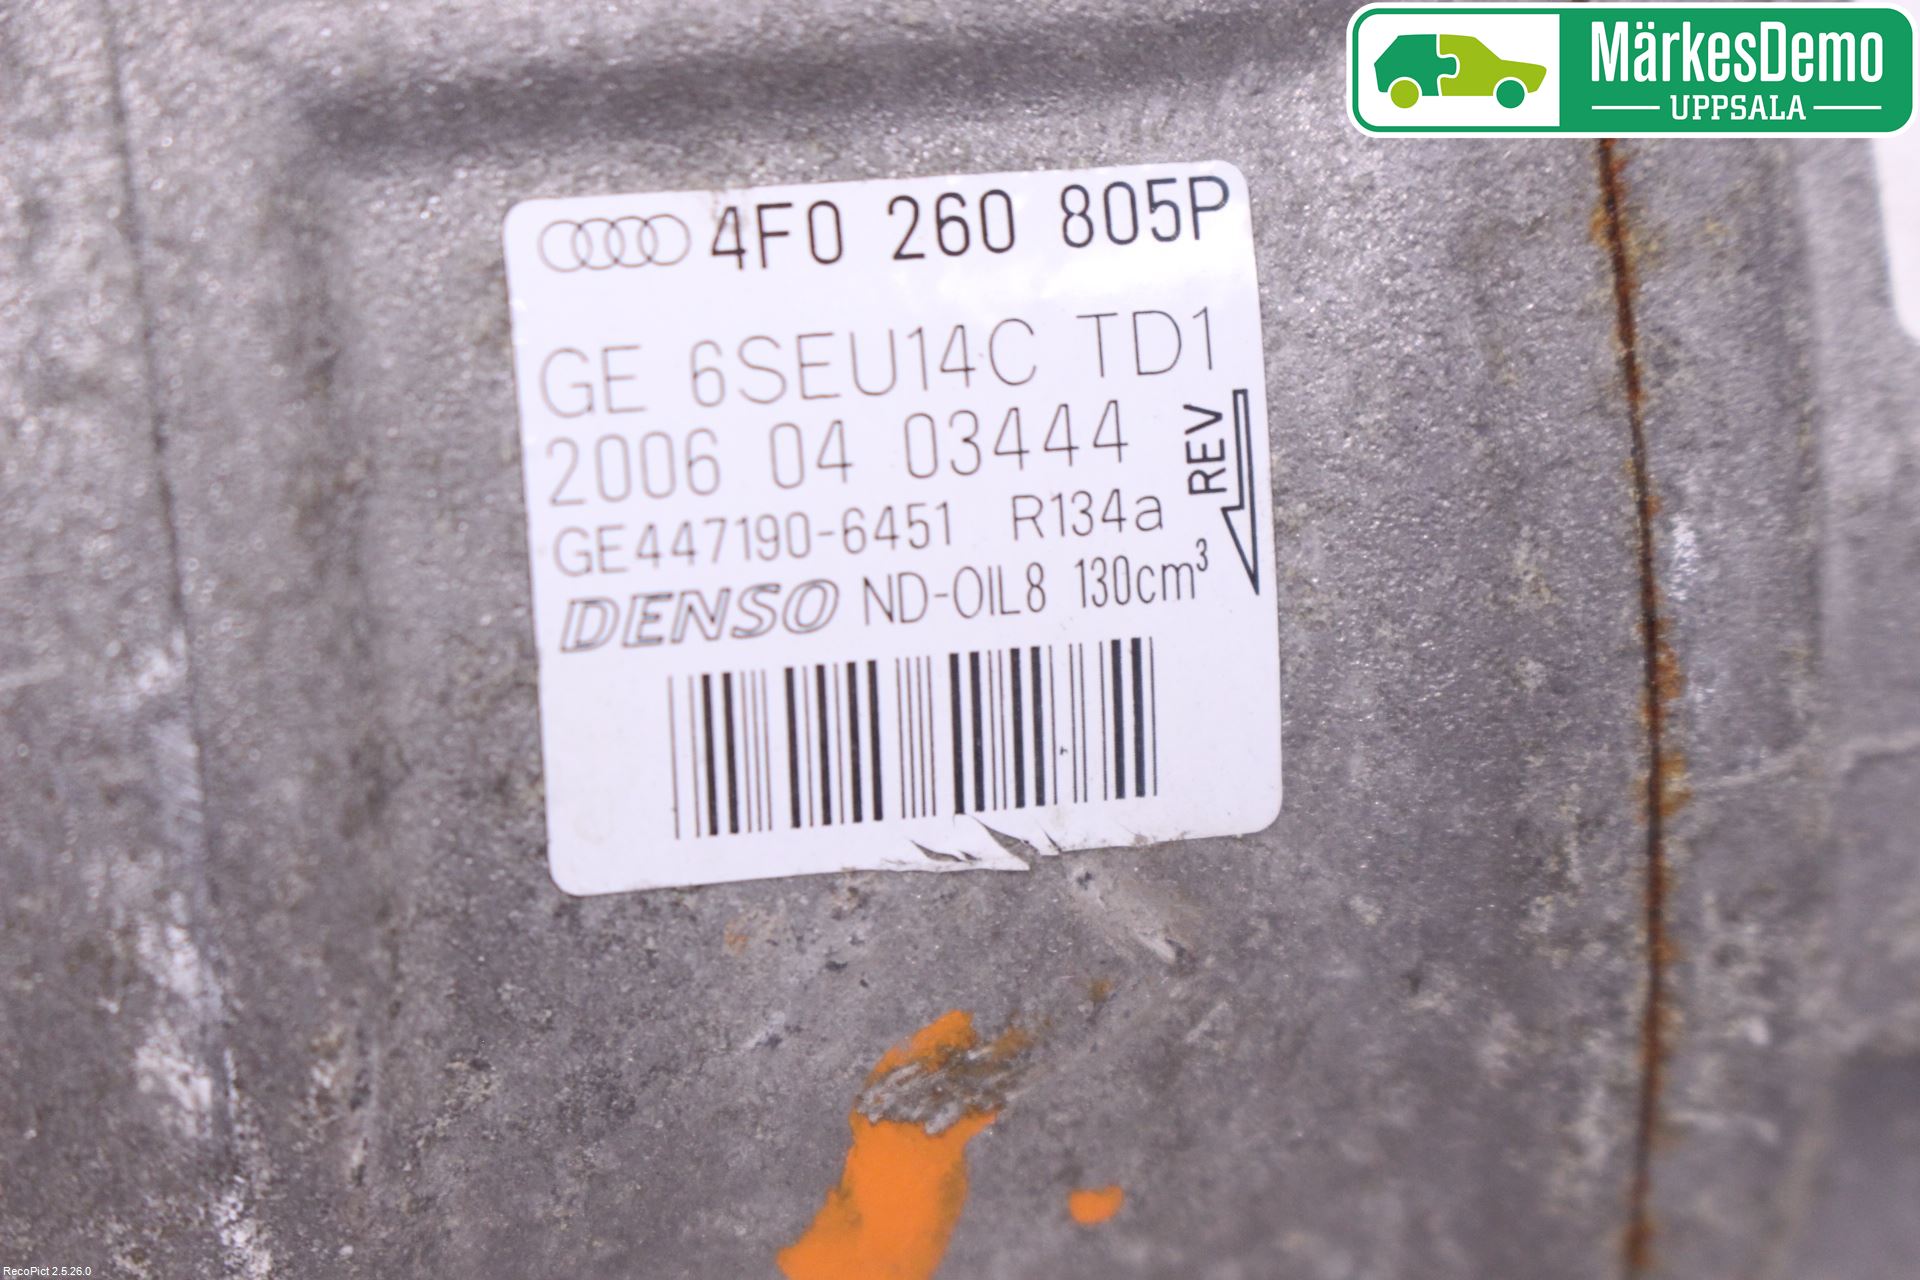 MärkesDemo
UPPSALA
4F0 260 805P
GE 6SEU14C TD1
2006 04 03444
REV
GE447190-6451 R134a
DENSO ND-OIL8 130cm³
RecoPict 2.5.26.0